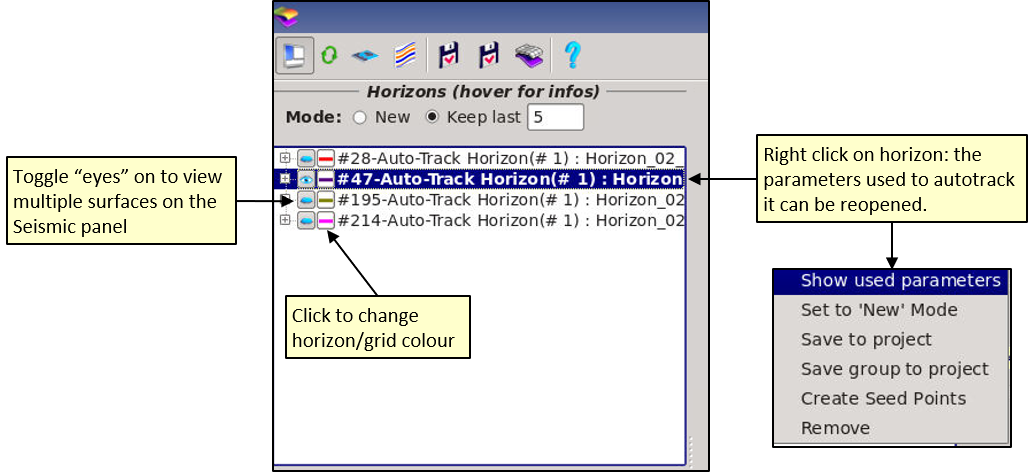 Horizons (hover for infos)
Mode: New Keep last 5
#28-Auto-Track Horizon(# 1) : Horizon_02_
#47-Auto-Track Horizon(# 1) : Horizon
#195-Auto-Track Horizon(# 1) : Horizon_02
#214-Auto-Track Horizon(# 1) : Horizon_02
Toggle “eyes” on to view
multiple surfaces on the
Seismic panel
Click to change
horizon/grid colour
Right click on horizon: the
parameters used to autotrack
it can be reopened.
Show used parameters
Set to 'New' Mode
Save to project
Save group to project
Create Seed Points
Remove